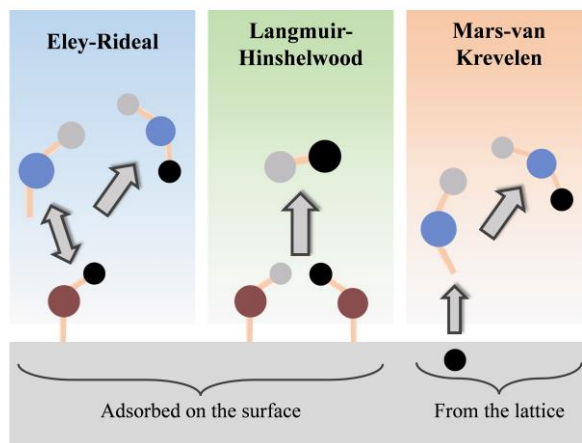 Eley-Rideal
Langmuir-
Hinshelwood
Mars-van
Krevelen
Adsorbed on the surface
From the lattice